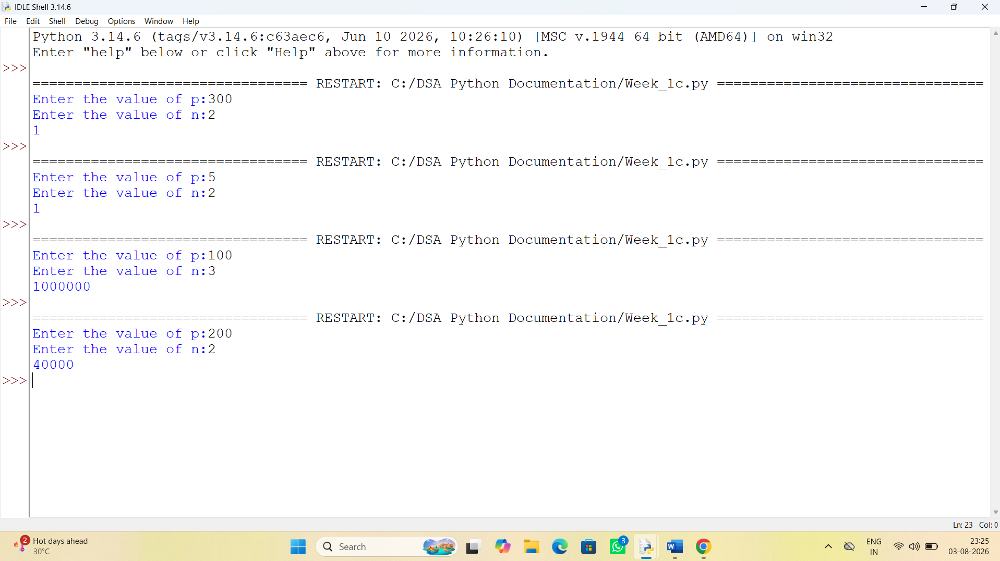 IDLE Shell 3.14.6
File Edit Shell Debug Options Window Help
Python 3.14.6 (tags/v3.14.6:c63aec6, Jun 10 2026, 10:26:10) [MSC v.1944 64 bit (AMD64)] on win32
Enter "help" below or click "Help" above for more information.
>>>
================================= RESTART: C:/DSA Python Documentation/Week_1c.py ================================
Enter the value of p:300
Enter the value of n:2
1
>>>
================================= RESTART: C:/DSA Python Documentation/Week_1c.py ================================
Enter the value of p:5
Enter the value of n:2
1
>>>
================================= RESTART: C:/DSA Python Documentation/Week_1c.py ================================
Enter the value of p:100
Enter the value of n:3
1000000
>>>
================================= RESTART: C:/DSA Python Documentation/Week_1c.py ================================
Enter the value of p:200
Enter the value of n:2
40000
>>>
Ln: 23 Col: 0
2 Hot days ahead
30°C
Search
W
3
ENG
IN
23:25
03-08-2026